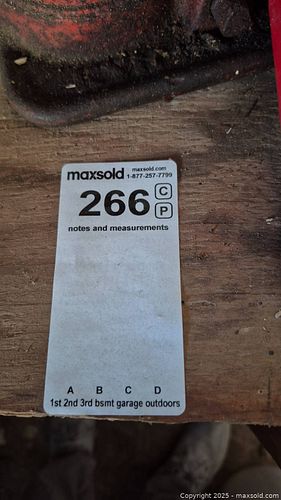 maxsold maxsold.com
1-877-257-7799
266 C
P
notes and measurements
A B C D
1st 2nd 3rd bsmt garage outdoors
Copyright 2025 - maxsold.com